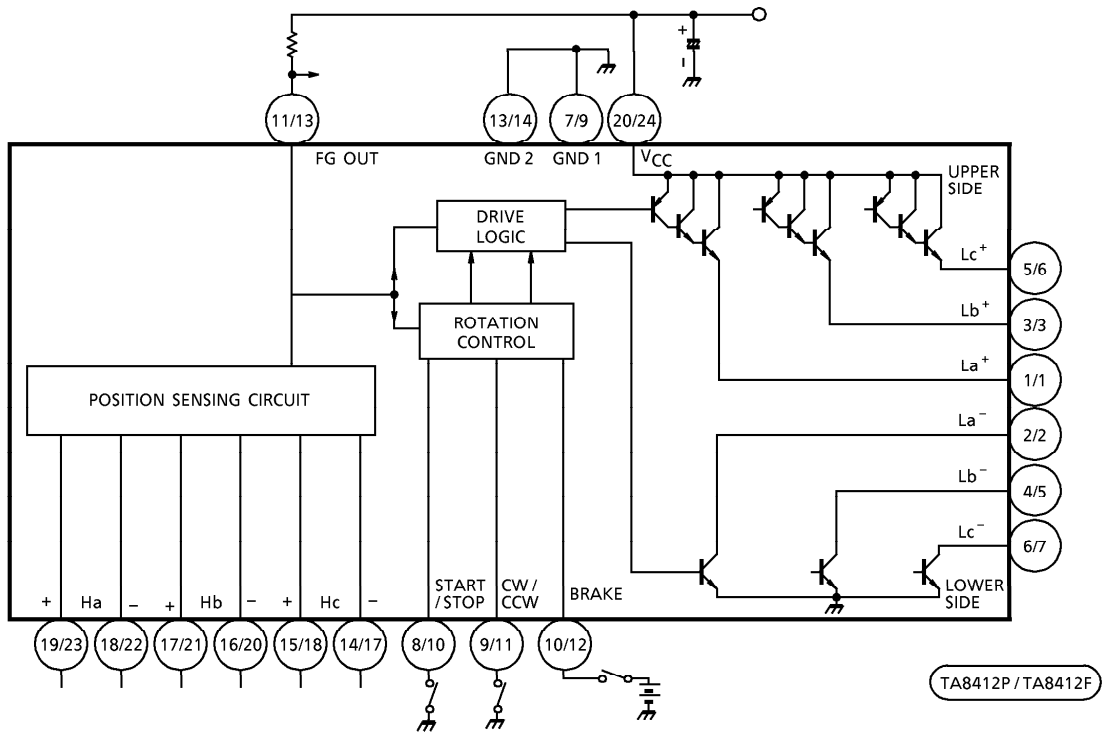 +
-
11/13
13/14
7/9
20/24
FG OUT
GND 2
GND 1
VCC
UPPER
SIDE
DRIVE
LOGIC
Lc+
5/6
ROTATION
CONTROL
Lb+
3/3
La+
1/1
POSITION SENSING CIRCUIT
La−
2/2
Lb−
4/5
Lc−
6/7
START
/STOP
CW/
CCW
BRAKE
LOWER
SIDE
+ Ha − + Hb − + Hc −
19/23
18/22
17/21
16/20
15/18
14/17
8/10
9/11
10/12
TA8412P / TA8412F